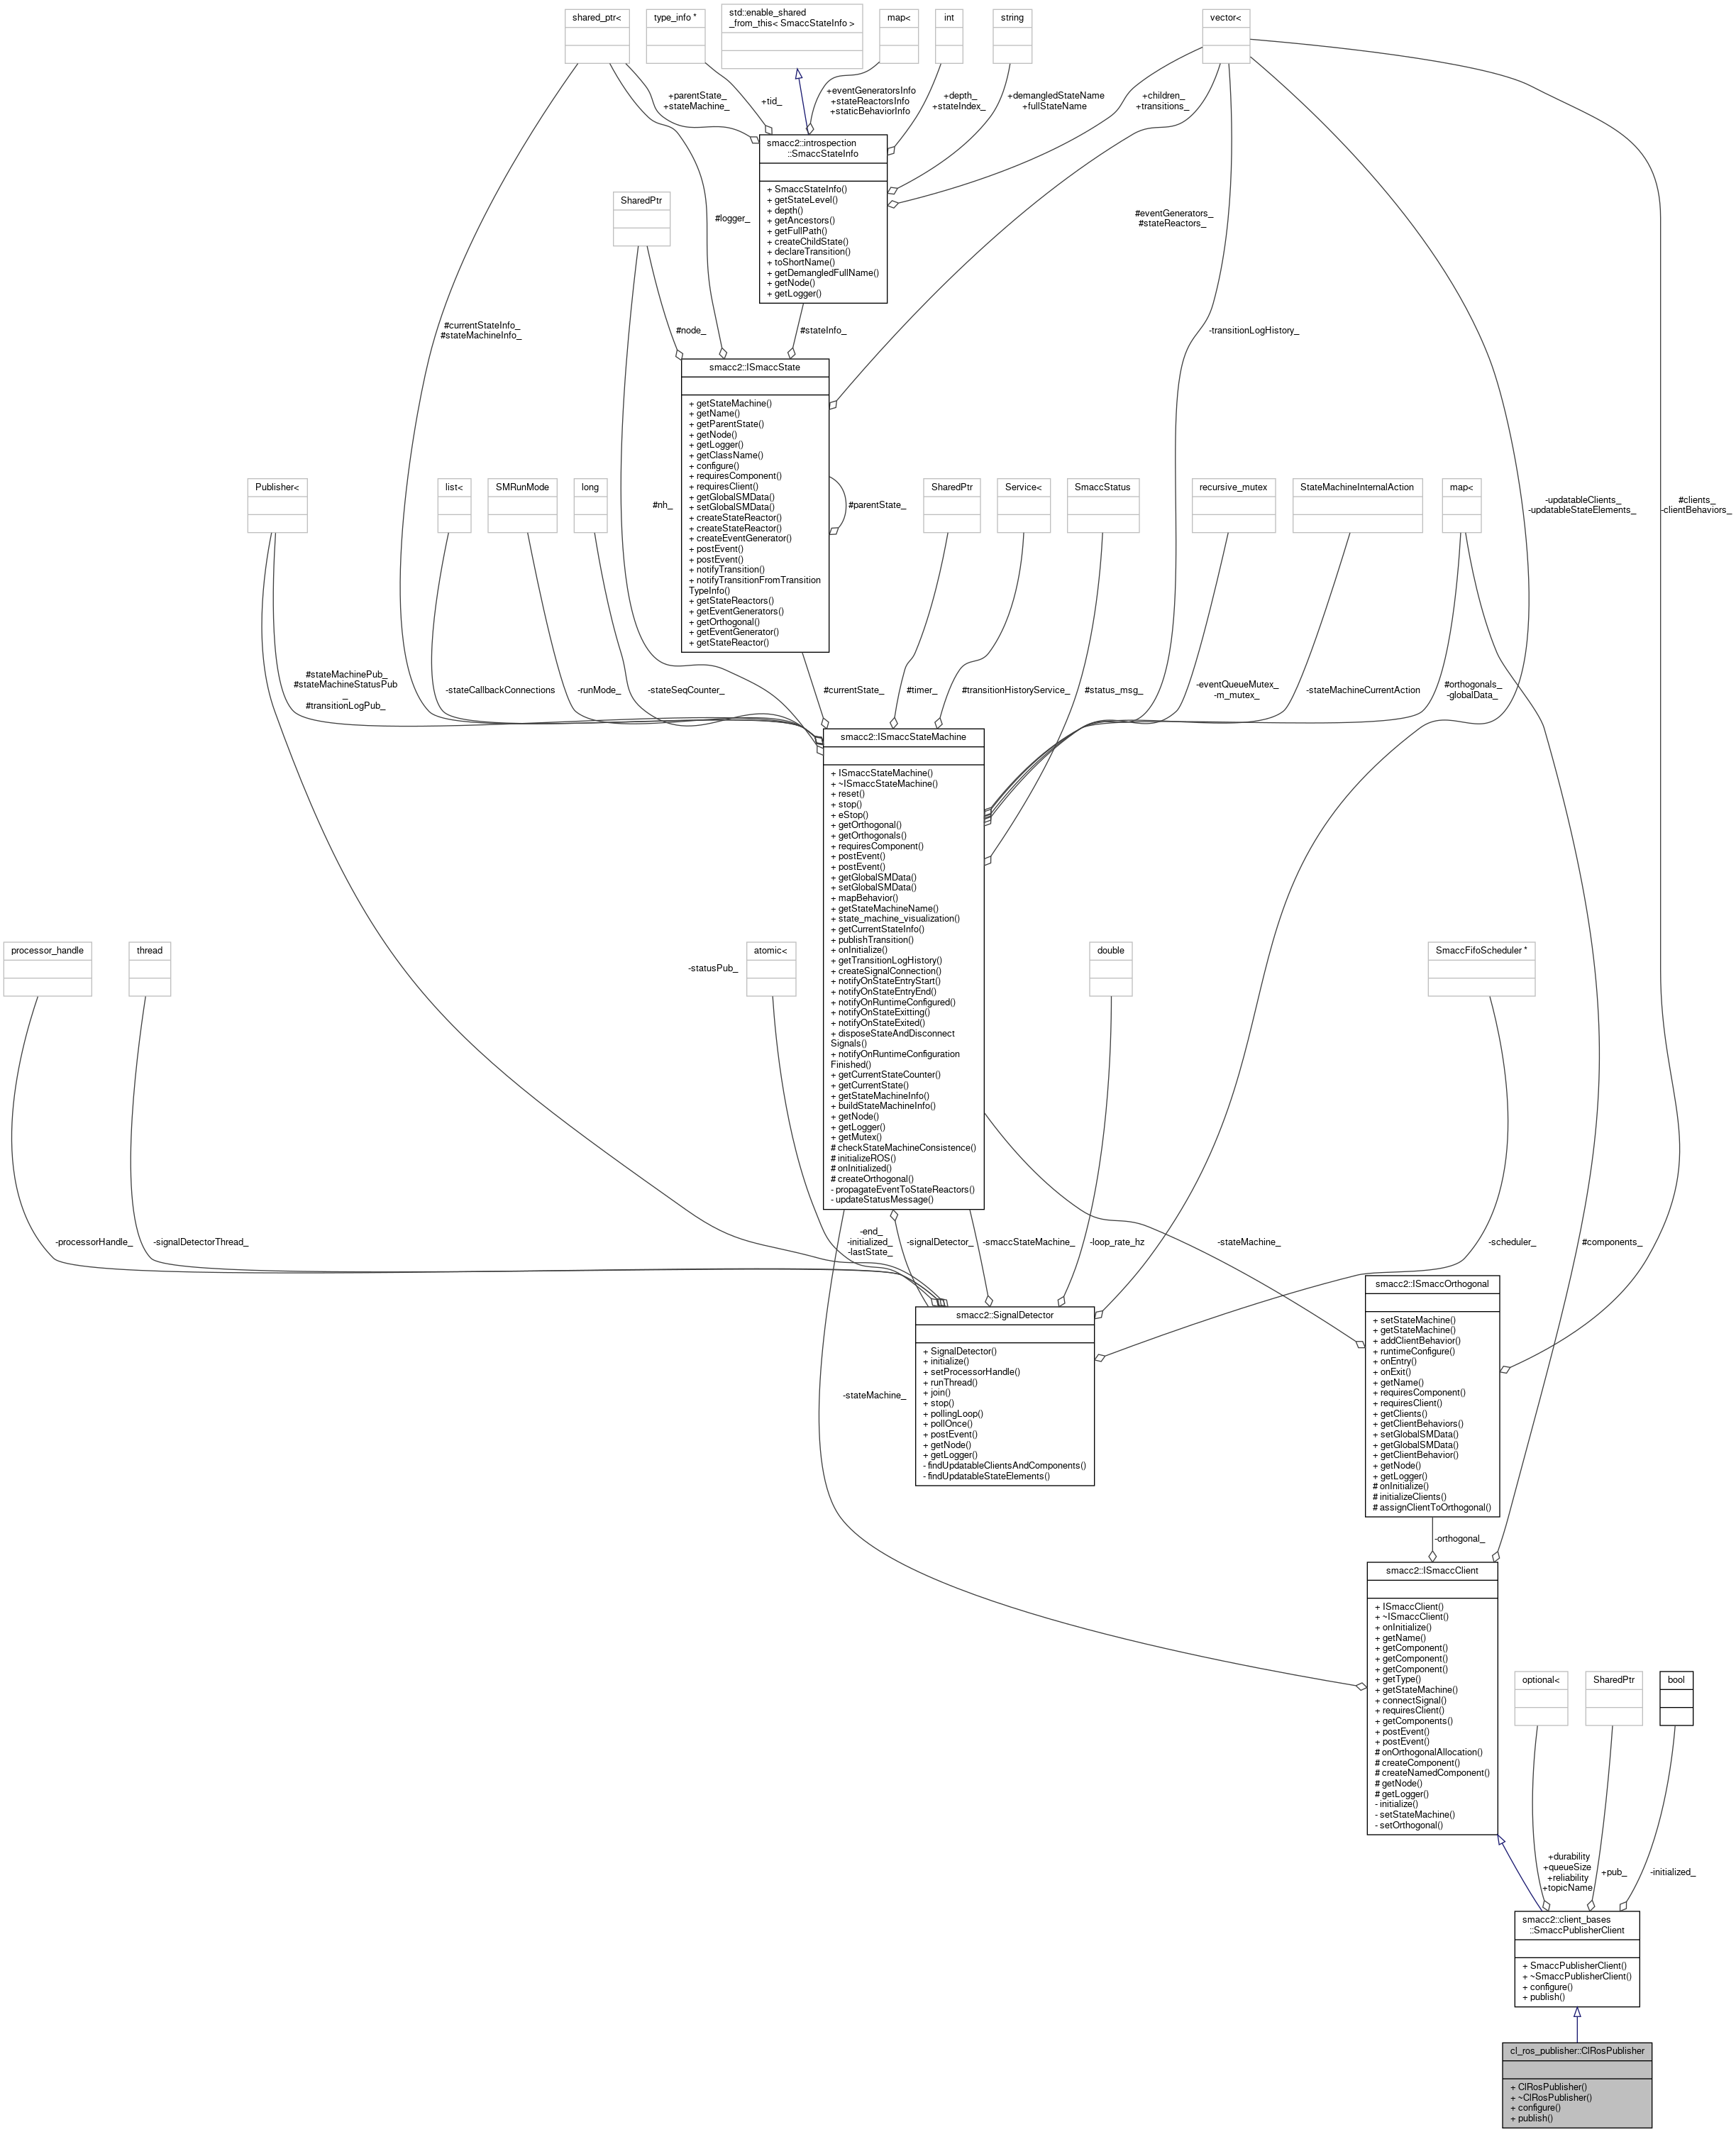 shared_ptr<
type_info *
std::enable_shared
_from_this< SmaccStateInfo >
map<
int
string
vector<
+parentState_
+stateMachine_
+tid_
+eventGeneratorsInfo
+stateReactorsInfo
+staticBehaviorInfo
+depth_
+stateIndex_
+demangledStateName
+fullStateName
+children_
+transitions_
smacc2::introspection
::SmaccStateInfo
+ SmaccStateInfo()
+ getStateLevel()
+ depth()
+ getAncestors()
+ getFullPath()
+ createChildState()
+ declareTransition()
+ toShortName()
+ getDemangledFullName()
+ getNode()
+ getLogger()
SharedPtr
#logger_
#eventGenerators_
#stateReactors_
#currentStateInfo_
#stateMachineInfo_
#node_
#stateInfo_
-transitionLogHistory_
smacc2::ISmaccState
+ getStateMachine()
+ getName()
+ getParentState()
+ getNode()
+ getLogger()
+ getClassName()
+ configure()
+ requiresComponent()
+ requiresClient()
+ getGlobalSMData()
+ setGlobalSMData()
+ createStateReactor()
+ createStateReactor()
+ createEventGenerator()
+ postEvent()
+ postEvent()
+ notifyTransition()
+ notifyTransitionFromTransition
TypeInfo()
+ getStateReactors()
+ getEventGenerators()
+ getOrthogonal()
+ getEventGenerator()
+ getStateReactor()
Publisher<
list<
SMRunMode
long
#nh_
#parentState_
SharedPtr
Service<
SmaccStatus
recursive_mutex
StateMachineInternalAction
map<
-updatableClients_
-updatableStateElements_
#clients_
-clientBehaviors_
#stateMachinePub_
#stateMachineStatusPub
_
#transitionLogPub_
-stateCallbackConnections
-runMode_
-stateSeqCounter_
#currentState_
#timer_
#transitionHistoryService_
#status_msg_
-eventQueueMutex_
-m_mutex_
-stateMachineCurrentAction
#orthogonals_
-globalData_
smacc2::ISmaccStateMachine
+ ISmaccStateMachine()
+ ~ISmaccStateMachine()
+ reset()
+ stop()
+ eStop()
+ getOrthogonal()
+ getOrthogonals()
+ requiresComponent()
+ postEvent()
+ postEvent()
+ getGlobalSMData()
+ setGlobalSMData()
+ mapBehavior()
+ getStateMachineName()
+ state_machine_visualization()
+ getCurrentStateInfo()
+ publishTransition()
+ onInitialize()
+ getTransitionLogHistory()
+ createSignalConnection()
+ notifyOnStateEntryStart()
+ notifyOnStateEntryEnd()
+ notifyOnRuntimeConfigured()
+ notifyOnStateExitting()
+ notifyOnStateExited()
+ disposeStateAndDisconnect
Signals()
+ notifyOnRuntimeConfiguration
Finished()
+ getCurrentStateCounter()
+ getCurrentState()
+ getStateMachineInfo()
+ buildStateMachineInfo()
+ getNode()
+ getLogger()
+ getMutex()
# checkStateMachineConsistence()
# initializeROS()
# onInitialized()
# createOrthogonal()
- propagateEventToStateReactors()
- updateStatusMessage()
processor_handle
thread
-statusPub_
atomic<
double
SmaccFifoScheduler *
-processorHandle_
-signalDetectorThread_
-end_
-initialized_
-lastState_
-signalDetector_
-smaccStateMachine_
-loop_rate_hz
-stateMachine_
-scheduler_
#components_
smacc2::SignalDetector
+ SignalDetector()
+ initialize()
+ setProcessorHandle()
+ runThread()
+ join()
+ stop()
+ pollingLoop()
+ pollOnce()
+ postEvent()
+ getNode()
+ getLogger()
- findUpdatableClientsAndComponents()
- findUpdatableStateElements()
smacc2::ISmaccOrthogonal
+ setStateMachine()
+ getStateMachine()
+ addClientBehavior()
+ runtimeConfigure()
+ onEntry()
+ onExit()
+ getName()
+ requiresComponent()
+ requiresClient()
+ getClients()
+ getClientBehaviors()
+ setGlobalSMData()
+ getGlobalSMData()
+ getClientBehavior()
+ getNode()
+ getLogger()
# onInitialize()
# initializeClients()
# assignClientToOrthogonal()
-stateMachine_
-orthogonal_
smacc2::ISmaccClient
+ ISmaccClient()
+ ~ISmaccClient()
+ onInitialize()
+ getName()
+ getComponent()
+ getComponent()
+ getComponent()
+ getType()
+ getStateMachine()
+ connectSignal()
+ requiresClient()
+ getComponents()
+ postEvent()
+ postEvent()
# onOrthogonalAllocation()
# createComponent()
# createNamedComponent()
# getNode()
# getLogger()
- initialize()
- setStateMachine()
- setOrthogonal()
optional<
SharedPtr
bool
+durability
+queueSize
+reliability
+topicName
+pub_
-initialized_
smacc2::client_bases
::SmaccPublisherClient
+ SmaccPublisherClient()
+ ~SmaccPublisherClient()
+ configure()
+ publish()
cl_ros_publisher::ClRosPublisher
+ ClRosPublisher()
+ ~ClRosPublisher()
+ configure()
+ publish()